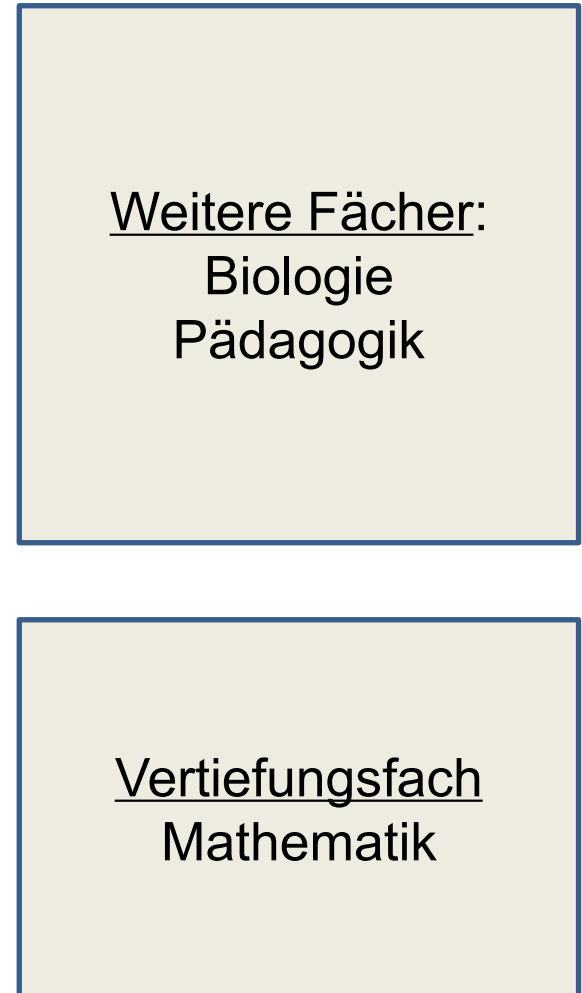 Weitere Fächer:
Biologie
Pädagogik
Vertiefungsfach
Mathematik